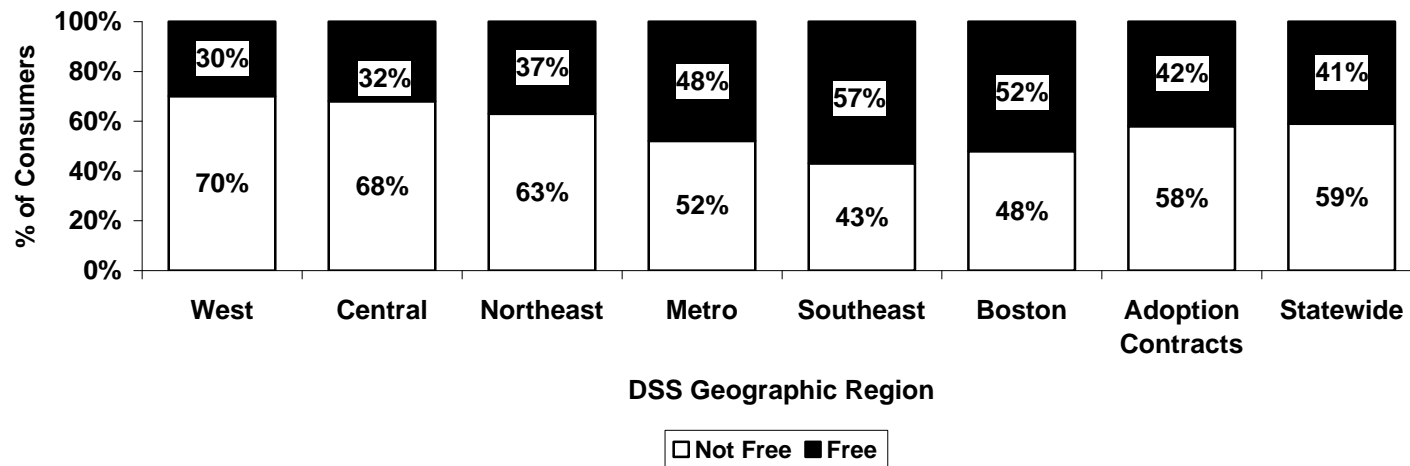 100%
80%
60%
40%
20%
0%
% of Consumers
30% 32% 37% 48% 57% 52% 42% 41%
70% 68% 63% 52% 43% 48% 58% 59%
West Central Northeast Metro Southeast Boston Adoption Statewide
Contracts
DSS Geographic Region
Not Free Free